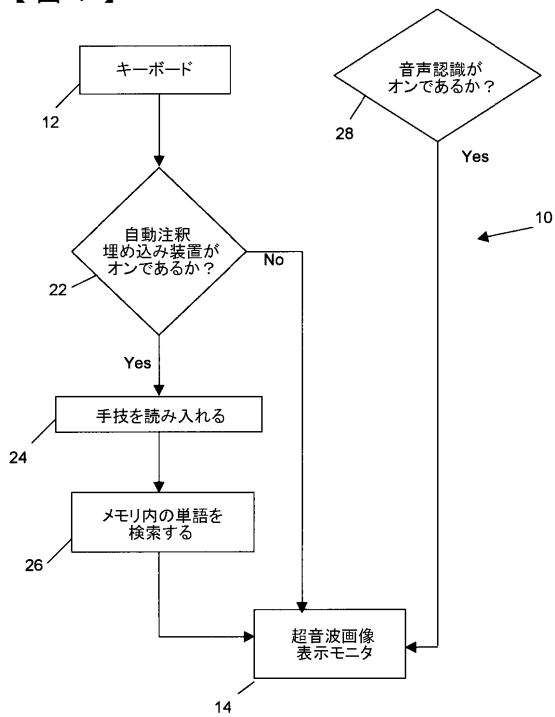 キーボード
12
音声認識が
オンであるか？
28
Yes
10
自動注釈
埋め込み装置が
オンであるか？
22
No
Yes
手技を読み入れる
24
メモリ内の単語を
検索する
26
超音波画像
表示モニタ
14